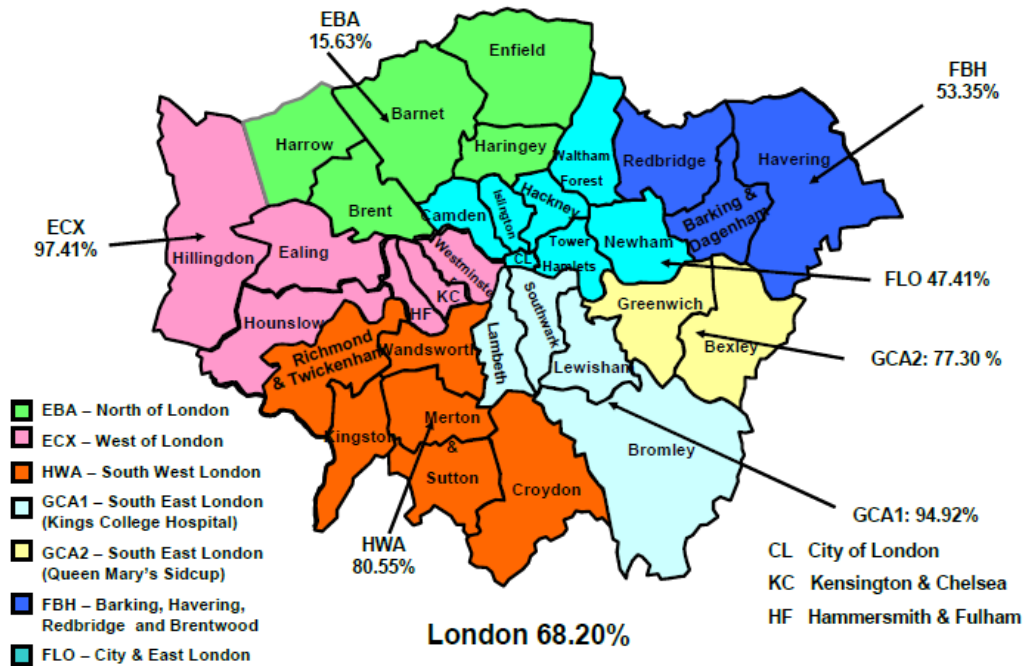 EBA
15.63%
Enfield
FBH
53.35%
Barnet
Harrow
Haringey
Waltham
Forest
Redbridge
Havering
Brent
Camden
Islington
Hackney
Barking &
Dagenham
ECX
97.41%
Hillingdon
Ealing
Westminster
CL
Tower
Hamlets
Newham
FLO 47.41%
KC
HF
Hounslow
Greenwich
Bexley
Richmond
& Twickenham
Wandsworth
Lambeth
Southwark
Lewisham
GCA2: 77.30 %
Kingston
Merton
&
Sutton
Croydon
Bromley
HWA
80.55%
GCA1: 94.92%
EBA – North of London
ECX – West of London
HWA – South West London
GCA1 – South East London
(Kings College Hospital)
GCA2 – South East London
(Queen Mary's Sidcup)
FBH – Barking, Havering,
Redbridge and Brentwood
FLO – City & East London
CL City of London
KC Kensington & Chelsea
HF Hammersmith & Fulham
London 68.20%